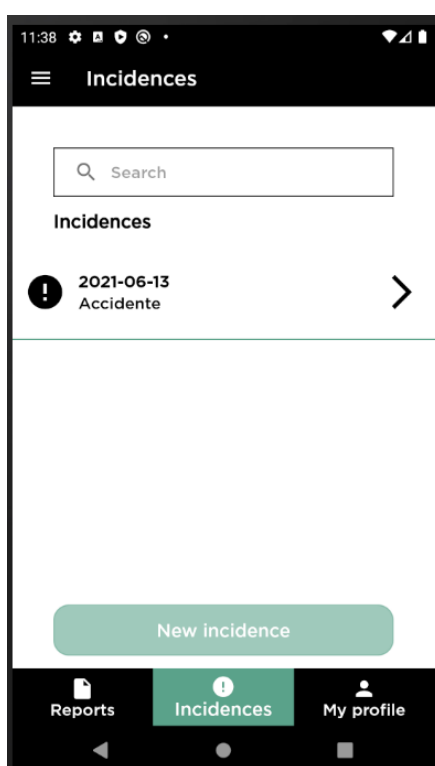 11:38
Incidences
Search
Incidences
2021-06-13
Accidente
New incidence
Reports
Incidences
My profile